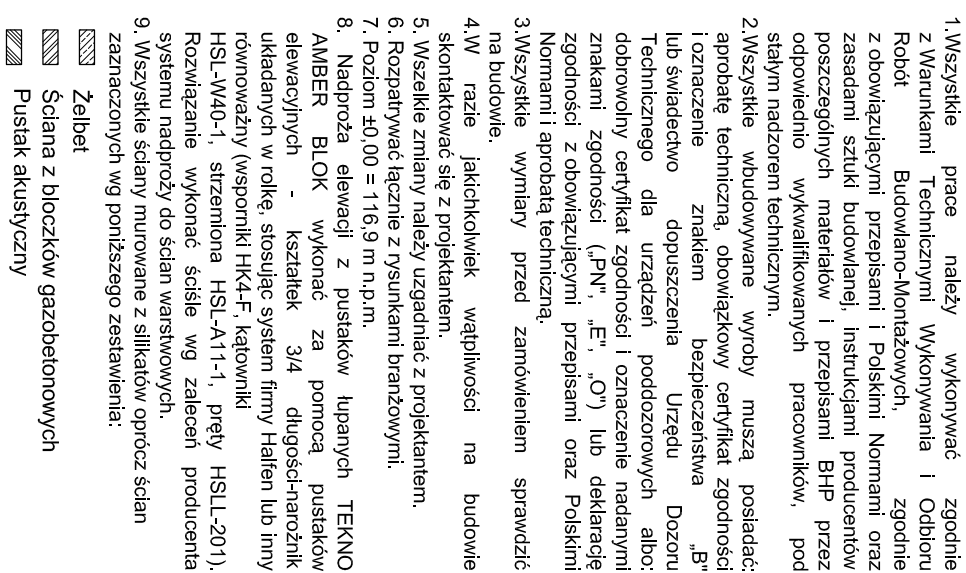 1.Wszystkie prace należy wykonywać zgodnie
z Warunkami Technicznymi Wykonywania i Odbioru
Robót Budowlano-Montażowych, zgodnie
z obowiązującymi przepisami i Polskimi Normami oraz
zasadami sztuki budowlanej, instrukcjami producentów
poszczególnych materiałów i przepisami BHP przez
odpowiednio wykwalifikowanych pracowników, pod
stałym nadzorem technicznym.
2.Wszystkie wbudowywane wyroby muszą posiadać:
aprobatę techniczną, obowiązkowy certyfikat zgodności
i oznaczenie znakiem bezpieczeństwa „B"
lub świadectwo dopuszczenia Urzędu Dozoru
Technicznego dla urządzeń poddozorowych albo:
dobrowolny certyfikat zgodności i oznaczenie nadanymi
znakami zgodności („PN", „E", „O") lub deklarację
zgodności z obowiązującymi przepisami oraz Polskimi
Normami i aprobatą techniczną.
3.Wszystkie wymiary przed zamówieniem sprawdzić
na budowie.
4.W razie jakichkolwiek wątpliwości na budowie
skontaktować się z projektantem.
5. Wszelkie zmiany należy uzgadniać z projektantem.
6. Rozpatrywać łącznie z rysunkami branżowymi.
7. Poziom ±0,00 = 116,9 m n.p.m.
8. Nadproża elewacji z pustaków łupanych TEKNO
AMBER BLOK wykonać za pomocą pustaków
elewacyjnych - kształtek 3/4 długości-narożnik
układanych w rolkę, stosując system firmy Halfen lub inny
równoważny (wsporniki HK4-F, kątowniki
HSL-W40-1, strzemiona HSL-A11-1, pręty HSLL-201).
Rozwiązanie wykonać ściśle wg zaleceń producenta
systemu nadproży do ścian warstwowych.
9. Wszystkie ściany murowane z silikatów oprócz ścian
zaznaczonych wg poniższego zestawienia:
Żelbet
Ściana z bloczków gazobetonowych
Pustak akustyczny